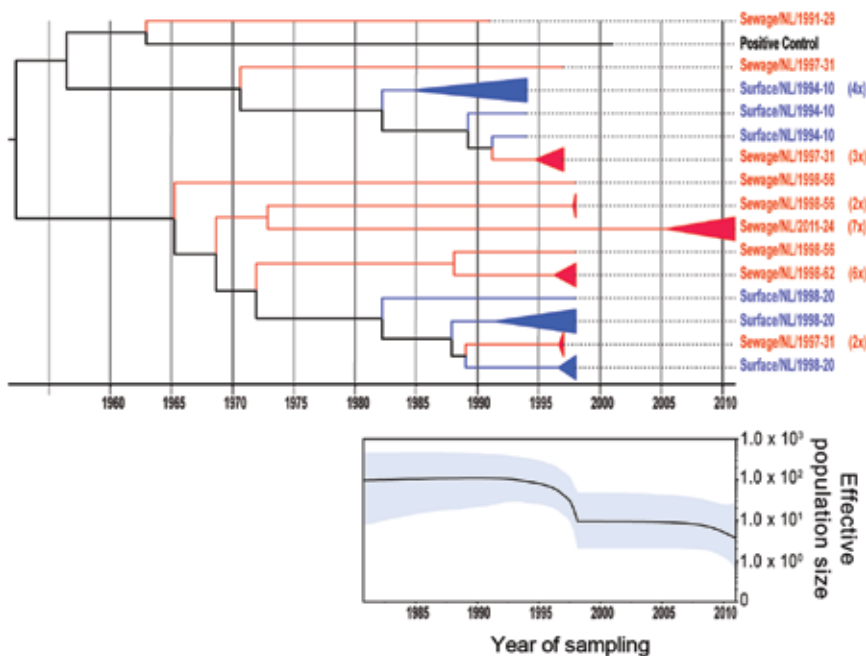 Sewage/NL/1991-29
Positive Control
Sewage/NL/1997-31
Surface/NL/1994-10 (4x)
Surface/NL/1994-10
Surface/NL/1994-10
Sewage/NL/1997-31 (3x)
Sewage/NL/1998-56
Sewage/NL/1998-56 (2x)
Sewage/NL/2011-24 (7x)
Sewage/NL/1998-56
Sewage/NL/1998-62 (6x)
Surface/NL/1998-20
Surface/NL/1998-20
Sewage/NL/1997-31 (2x)
Surface/NL/1998-20
1960 1965 1970 1975 1980 1985 1990 1995 2000 2005 2010
1.0 x 10³
1.0 x 10²
1.0 x 10¹
1.0 x 10⁰
0
Effective
population size
1985 1990 1995 2000 2005 2010
Year of sampling